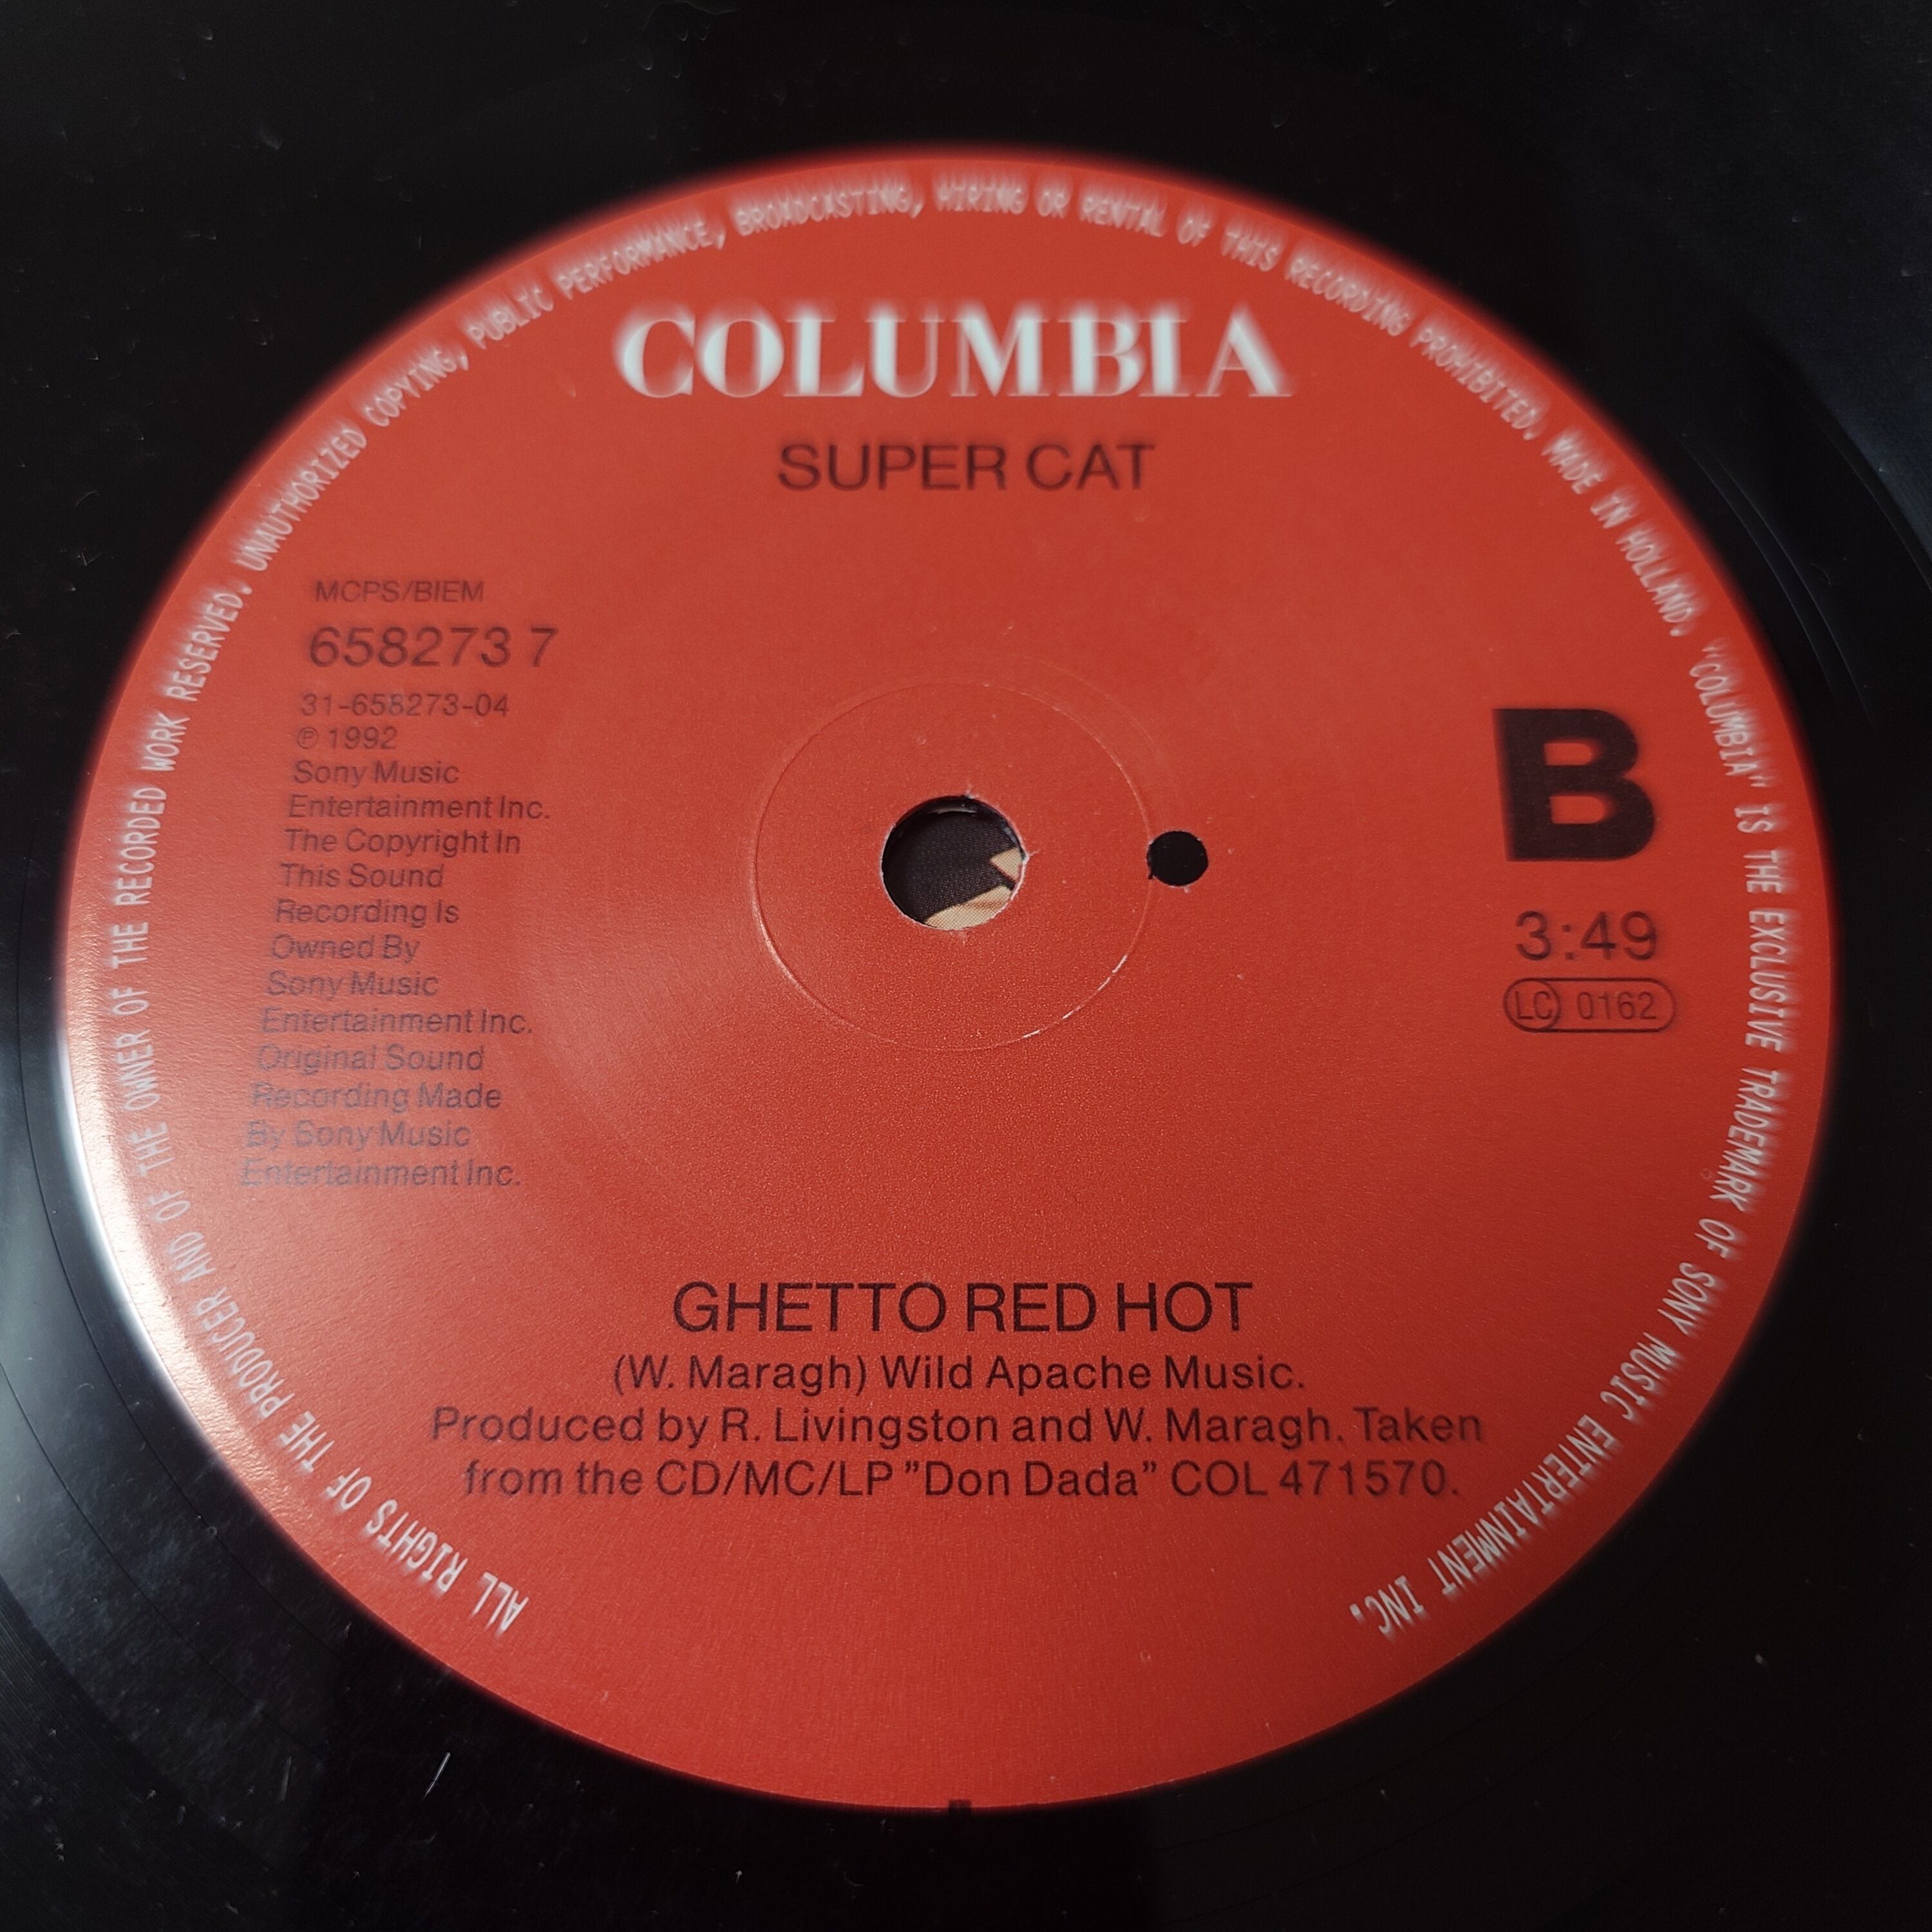 ALL RIGHTS OF THE PRODUCER AND OF THE OWNER OF THE RECORDED WORK RESERVED. UNAUTHORIZED COPYING, PUBLIC PERFORMANCE, BROADCASTING, HIRING OR RENTAL OF THIS RECORDING PROHIBITED. MADE IN HOLLAND. "COLUMBIA" IS THE EXCLUSIVE TRADEMARK OF SONY MUSIC ENTERTAINMENT INC.
COLUMBIA
SUPER CAT
MCPS/BIEM
658273 7
31-658273-04
℗ 1992
Sony Music
Entertainment Inc.
The Copyright In
This Sound
Recording Is
Owned By
Sony Music
Entertainment Inc.
Original Sound
Recording Made
By Sony Music
Entertainment Inc.
B
3:49
LC 0162
GHETTO RED HOT
(W. Maragh) Wild Apache Music.
Produced by R. Livingston and W. Maragh. Taken
from the CD/MC/LP ”Don Dada” COL 471570.